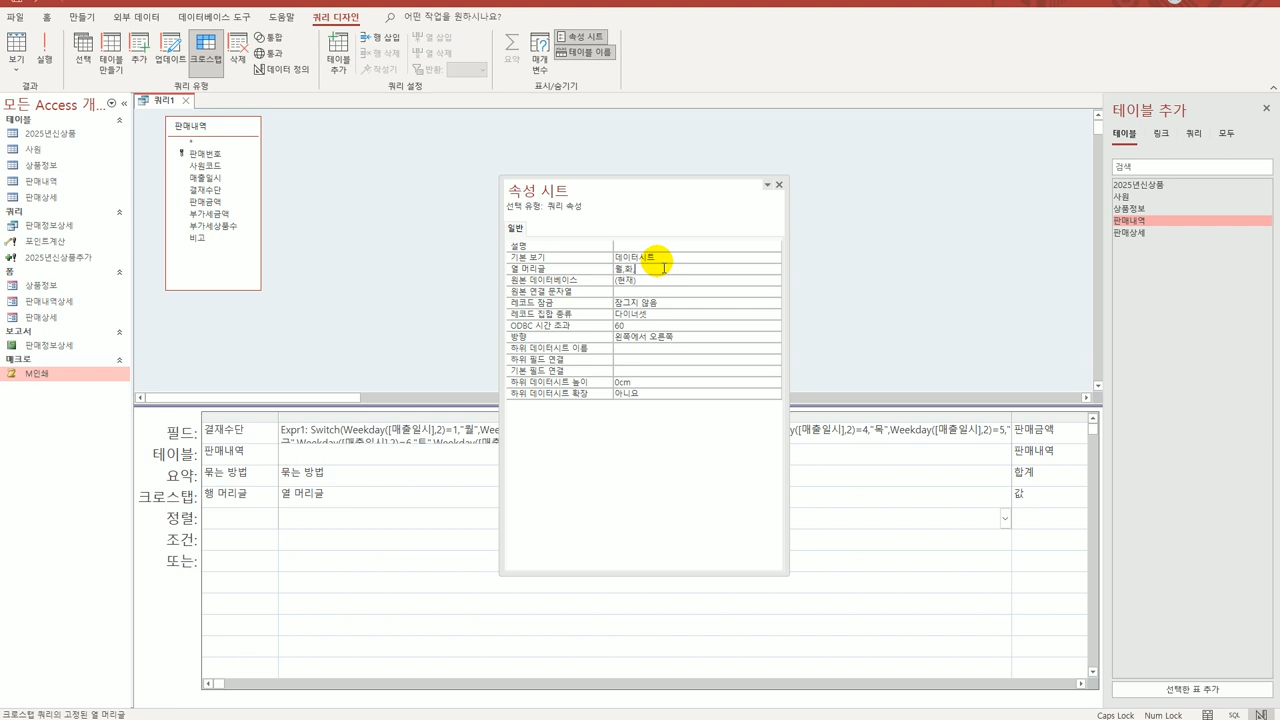 파일 홈 만들기 외부 데이터 데이터베이스 도구 도움말 쿼리 디자인 어떤 작업을 원하시나요?
보기 실행 선택 테이블 만들기 추가 업데이트 크로스탭 삭제
통합
통과
데이터 정의
테이블 추가
행 삽입
행 삭제
작성기
열 삽입
열 삭제
반환:
요약
매개 변수
속성 시트
테이블 이름
결과 쿼리 유형 쿼리 설정 표시/숨기기
모든 Access 개...
테이블
2025년신상품
사원
상품정보
판매내역
판매상세
쿼리
판매정보상세
포인트계산
2025년신상품추가
폼
상품정보
판매내역상세
판매상세
보고서
판매정보상세
매크로
M인쇄
쿼리1
판매내역
*
판매번호
사원코드
매출일시
결재수단
판매금액
부가세금액
부가세상품수
비고
속성 시트
선택 유형: 쿼리 속성
일반
설명
기본 보기 데이터시트
열 머리글 월,화,
원본 데이터베이스 (현재)
원본 연결 문자열
레코드 잠금 잠그지 않음
레코드 집합 종류 다이너셋
ODBC 시간 초과 60
방향 왼쪽에서 오른쪽
하위 데이터시트 이름
하위 필드 연결
기본 필드 연결
하위 데이터시트 높이 0cm
하위 데이터시트 확장 아니요
필드: 결재수단 Expr1: Switch(Weekday([매출일시],2)=1,"월",Wee y([매출일시],2)=4,"목",Weekday([매출일시],2)=5," 판매금액
금",Weekday([매출일시],2)=6,"토",Weekday([매출
테이블: 판매내역 판매내역
요약: 묶는 방법 묶는 방법 합계
크로스탭: 행 머리글 열 머리글 값
정렬:
조건:
또는:
테이블 추가
테이블 링크 쿼리 모두
검색
2025년신상품
사원
상품정보
판매내역
판매상세
선택한 표 추가
크로스탭 쿼리의 고정된 열 머리글
Caps Lock Num Lock SQL